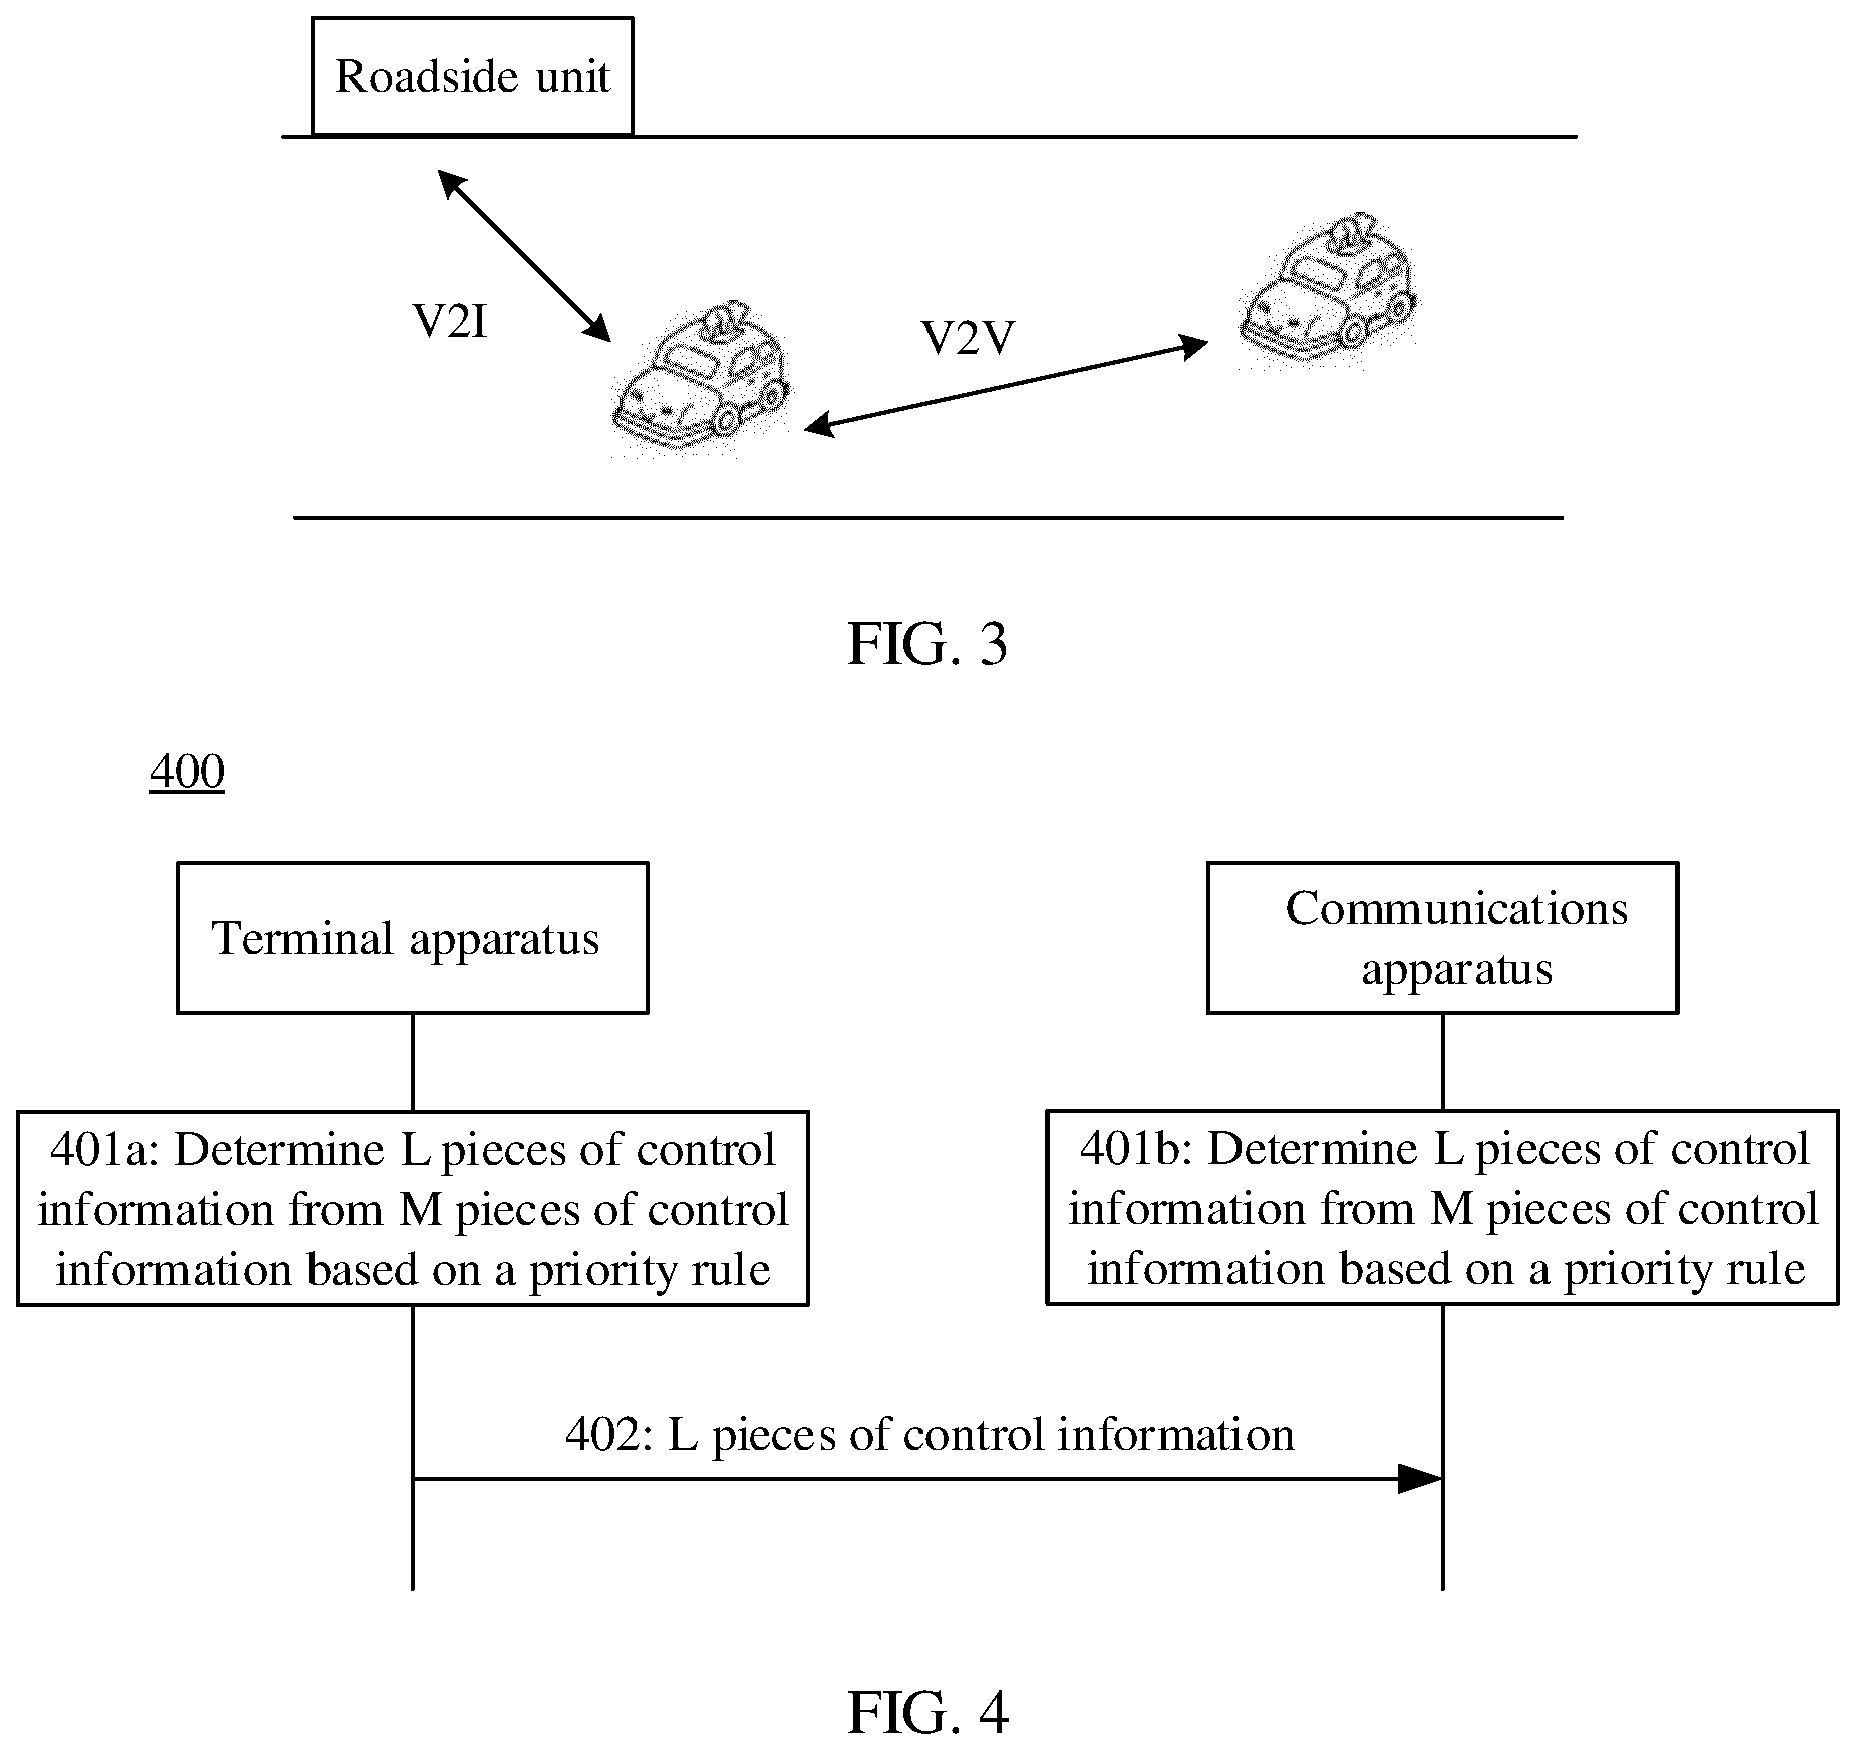 Roadside unit
V2I
V2V
FIG. 3
400
Terminal apparatus
Communications
apparatus
401a: Determine L pieces of control
information from M pieces of control
information based on a priority rule
401b: Determine L pieces of control
information from M pieces of control
information based on a priority rule
402: L pieces of control information
FIG. 4